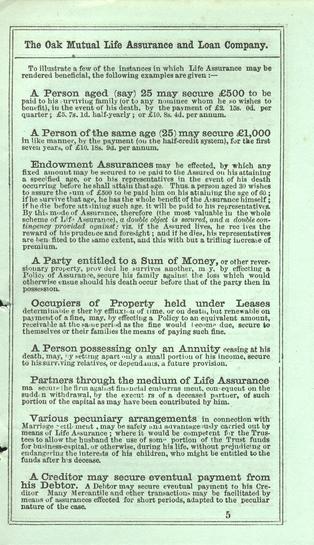 The Oak Mutual Life Assurance and Loan Company.
To illustrate a few of the instances in which Life Assurance may be
rendered beneficial, the following examples are given :—
A Person aged (say) 25 may secure £500 to be
paid to his surviving family (or to any nominee whom he so wishes to
benefit), in the event of his death, by the payment of £2. 13s. 0d. per
quarter ; £5. 7s. 1d. half-yearly ; or £10. 8s. 4d. per annum.
A Person of the same age (25) may secure £1,000
in like manner, by the payment (on the half-credit system), for the first
seven years, of £10. 18s. 9d. per annum.
Endowment Assurances may be effected, by which any
fixed amount may be secured to be paid to the Assured on his attaining
a specified age, or to his representatives in the event of his death
occurring before he shall attain that age. Thus a person aged 30 wishes
to assure the sum of £500 to be paid him on his attaining the age of 60 ;
if he survive that age, he has the whole benefit of the Assurance himself ;
if he die before attaining such age, it will be paid to his representatives.
By this mode of Assurance, therefore (the most valuable in the whole
scheme of Life Assurance), a double object is secured, and a double con-
tingency provided against ; viz. if the Assured lives, he receives the
reward of his prudence and foresight ; and if he dies, his representatives
are benefited to the same extent, and this with but a trifling increase of
premium.
A Party entitled to a Sum of Money, or other rever-
sionary property, provided he survives another, may, by effecting a
Policy of Assurance, secure his family against the loss which would
otherwise ensue should his death occur before that of the party then in
possession.
Occupiers of Property held under Leases
determinable either by effluxion of time, or on death, but renewable on
payment of a fine, may, by effecting a Policy to an equivalent amount,
receivable at the same period as the fine would become due, secure to
themselves or their families the means of paying such fine.
A Person possessing only an Annuity ceasing at his
death, may, by setting apart only a small portion of his income, secure
to his surviving relatives, or dependants, a future provision.
Partners through the medium of Life Assurance
may secure the firm against financial embarrassment, consequent on the
sudden withdrawal, by the executors of a deceased partner, of such
portion of the capital as may have been contributed by him.
Various pecuniary arrangements in connection with
Marriage Settlement, may be safely and advantageously carried out by
means of Life Assurance ; where it would be competent for the Trus-
tees to allow the husband the use of some portion of the Trust funds
for business-capital, or otherwise, during his life, without prejudicing or
endangering the interests of his children, who might be entitled to the
funds after his decease.
A Creditor may secure eventual payment from
his Debtor. A Debtor may secure eventual payment to his Cre-
ditor Many Mercantile and other transactions may be facilitated by
means of assurances effected for short periods, adapted to the peculiar
nature of the case.
5